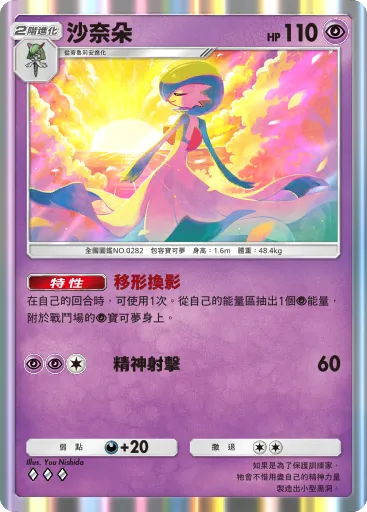 2階進化
沙奈朵
HP 110
從奇魯莉安進化
全國圖鑑NO.0282 包容寶可夢 身高:1.6m 體重:48.4kg
特性 移形換影
在自己的回合時,可使用1次。從自己的能量區抽出1個能量,
附於戰鬥場的寶可夢身上。
精神射擊 60
弱點 +20 撤退
Illus. You Nishida
如果是為了保護訓練家,
牠會不惜用盡自己的精神力量
製造出小型黑洞。